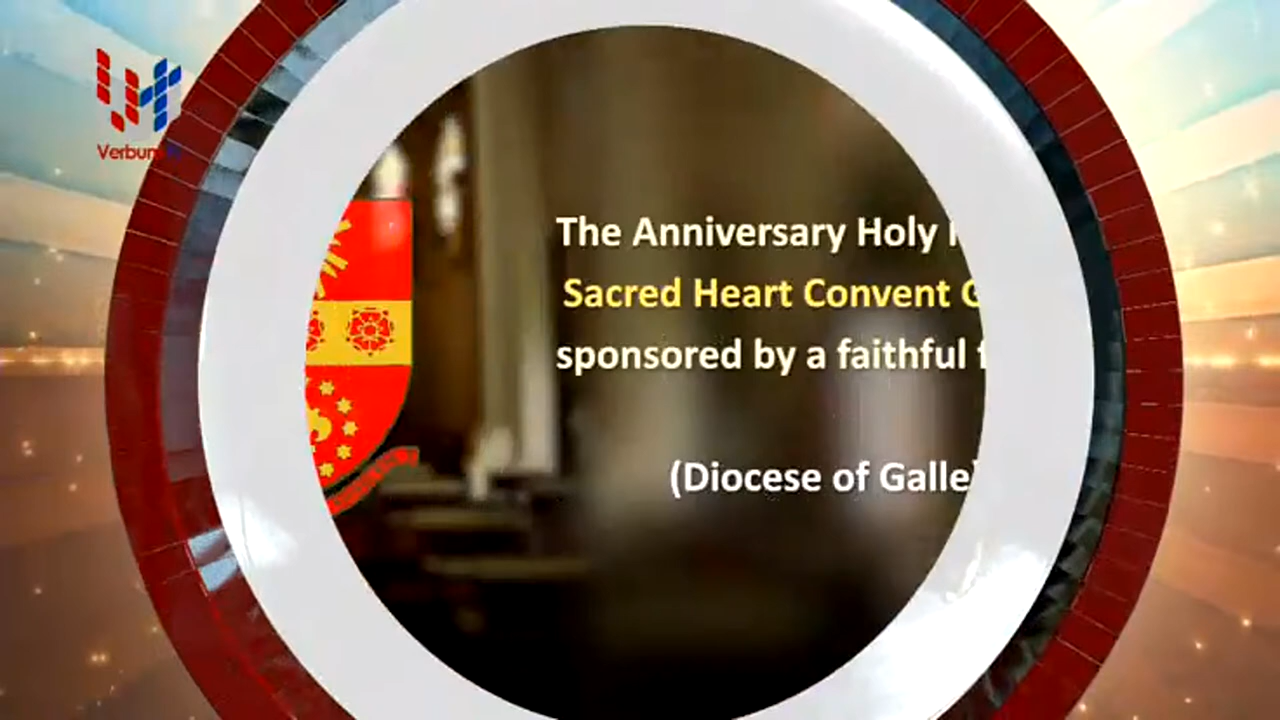 Verbum
The Anniversary Holy
Sacred Heart Convent
sponsored by a faithful
(Diocese of Galle)